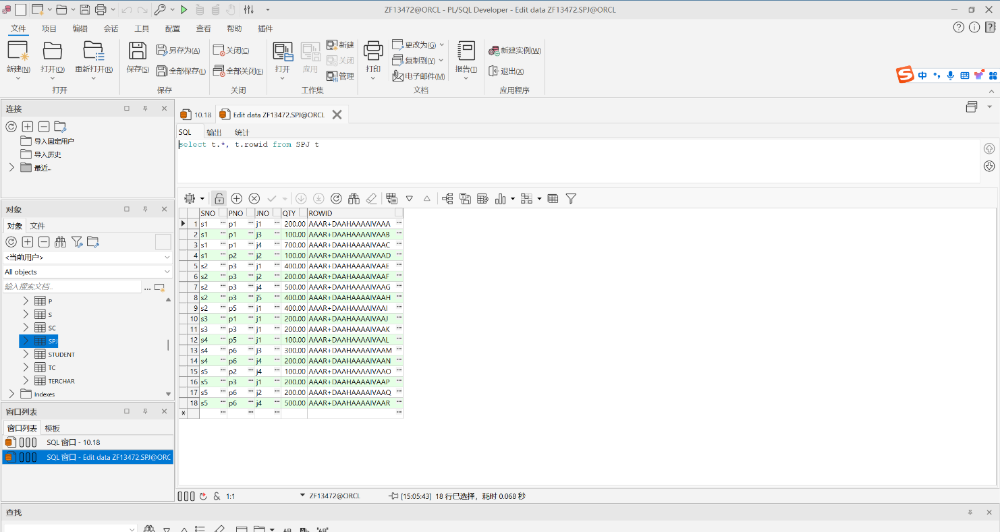 ZF13472@ORCL - PL/SQL Developer - Edit data ZF13472.SPJ@ORCL
文件 项目 编辑 会话 工具 配置 查看 帮助 插件
新建(N) 打开(O) 重新打开(R)
打开
保存(S) 另存为(A) 全部保存(L)
保存
关闭(C) 全部关闭(E)
关闭
打开 应用 新建 关闭 管理
工作集
打印 更改为(G) 复制到(Y) 电子邮件(M)
文档
报告(T)
新建实例(W) 退出(X)
应用程序
中
连接
导入固定用户
导入历史
最近...
对象
对象 文件
<当前用户>
All objects
输入搜索文档..
P
S
SC
SPJ
STUDENT
TC
TERCHAR
Indexes
窗口列表
窗口列表 模板
SQL 窗口 - 10.18
SQL 窗口 - Edit data ZF13472.SPJ@ORC
10.18 Edit data ZF13472.SPJ@ORCL
SQL 输出 统计
select t.*, t.rowid from SPJ t
SNO PNO JNO QTY ROWID
1 s1 p1 j1 200.00 AAAR+DAAHAAAAIVAAA
2 s1 p1 j3 100.00 AAAR+DAAHAAAAIVAAB
3 s1 p1 j4 700.00 AAAR+DAAHAAAAIVAAC
4 s1 p2 j2 100.00 AAAR+DAAHAAAAIVAAD
5 s2 p3 j1 400.00 AAAR+DAAHAAAAIVAAE
6 s2 p3 j2 200.00 AAAR+DAAHAAAAIVAAF
7 s2 p3 j4 500.00 AAAR+DAAHAAAAIVAAG
8 s2 p3 j5 400.00 AAAR+DAAHAAAAIVAAH
9 s2 p5 j1 400.00 AAAR+DAAHAAAAIVAAI
10 s3 p1 j1 200.00 AAAR+DAAHAAAAIVAAJ
11 s3 p3 j1 200.00 AAAR+DAAHAAAAIVAAK
12 s4 p5 j1 100.00 AAAR+DAAHAAAAIVAAL
13 s4 p6 j3 300.00 AAAR+DAAHAAAAIVAAM
14 s4 p6 j4 200.00 AAAR+DAAHAAAAIVAAN
15 s5 p2 j4 100.00 AAAR+DAAHAAAAIVAAO
16 s5 p3 j1 200.00 AAAR+DAAHAAAAIVAAP
17 s5 p6 j2 200.00 AAAR+DAAHAAAAIVAAQ
18 s5 p6 j4 500.00 AAAR+DAAHAAAAIVAAR
& 1:1 ZF13472@ORCL [15:05:43] 18 行已选择，耗时 0.068 秒
查找